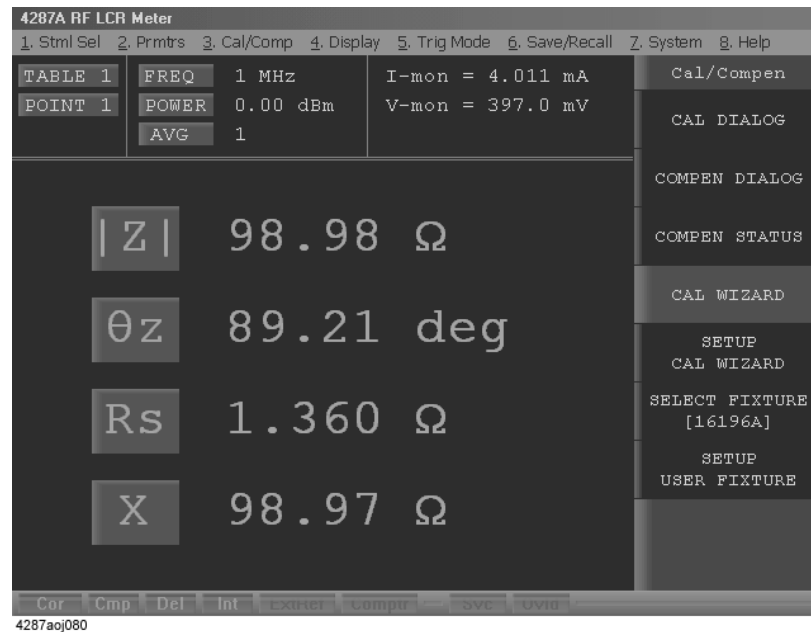 4287A RF LCR Meter
1. Stml Sel 2. Prmtrs 3. Cal/Comp 4. Display 5. Trig Mode 6. Save/Recall 7. System 8. Help
TABLE 1 FREQ 1 MHz I-mon = 4.011 mA
POINT 1 POWER 0.00 dBm V-mon = 397.0 mV
AVG 1
|Z| 98.98 Ω
θz 89.21 deg
Rs 1.360 Ω
X 98.97 Ω
Cal/Compen
CAL DIALOG
COMPEN DIALOG
COMPEN STATUS
CAL WIZARD
SETUP
CAL WIZARD
SELECT FIXTURE
[16196A]
SETUP
USER FIXTURE
Cor Cmp Del Int ExtRef Comptr Svc Ovld
4287aoj080